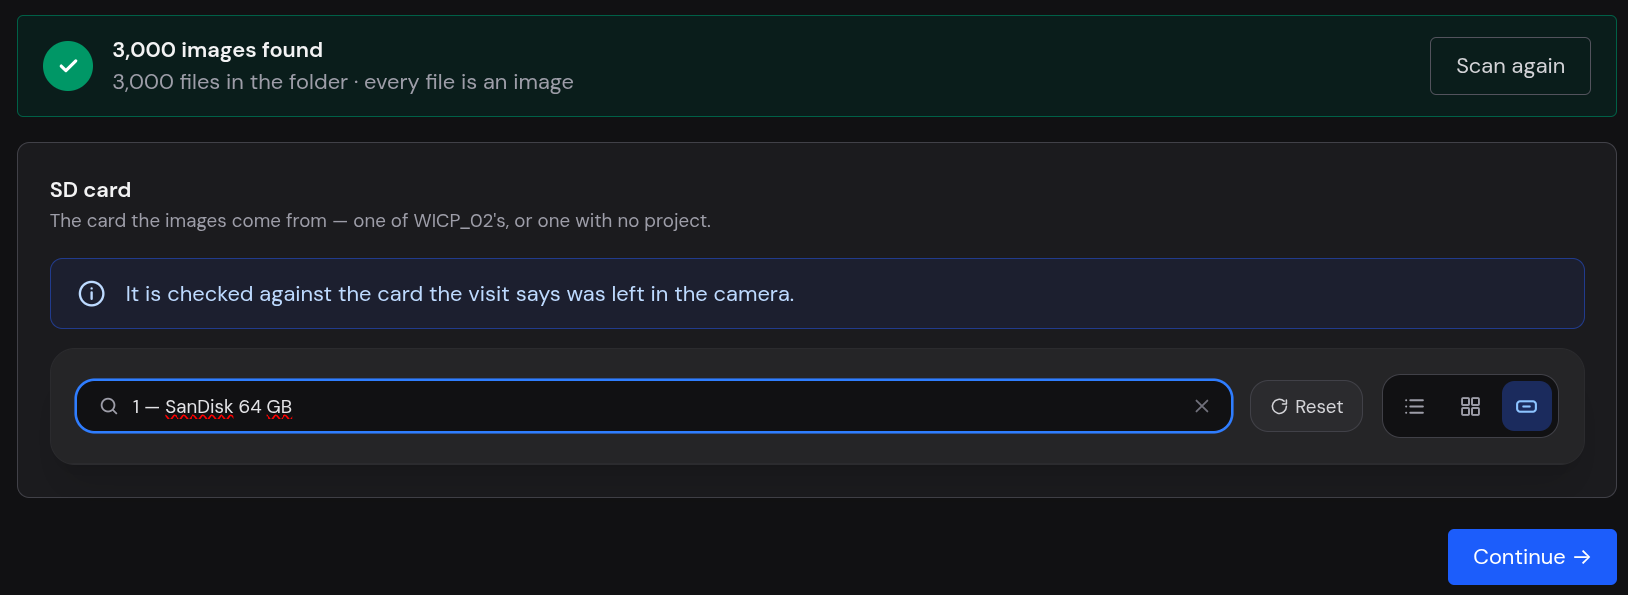 3,000 images found
3,000 files in the folder · every file is an image
Scan again
SD card
The card the images come from — one of WICP_02's, or one with no project.
It is checked against the card the visit says was left in the camera.
1 — SanDisk 64 GB
Reset
Continue →